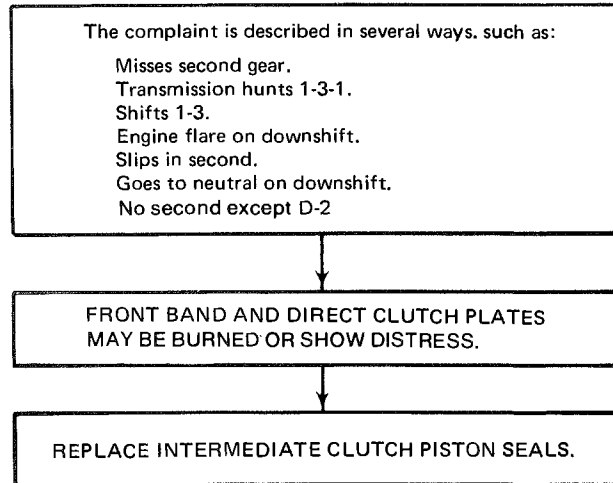 The complaint is described in several ways. such as:
Misses second gear.
Transmission hunts 1-3-1.
Shifts 1-3.
Engine flare on downshift.
Slips in second.
Goes to neutral on downshift.
No second except D-2
FRONT BAND AND DIRECT CLUTCH PLATES
MAY BE BURNED OR SHOW DISTRESS.
REPLACE INTERMEDIATE CLUTCH PISTON SEALS.